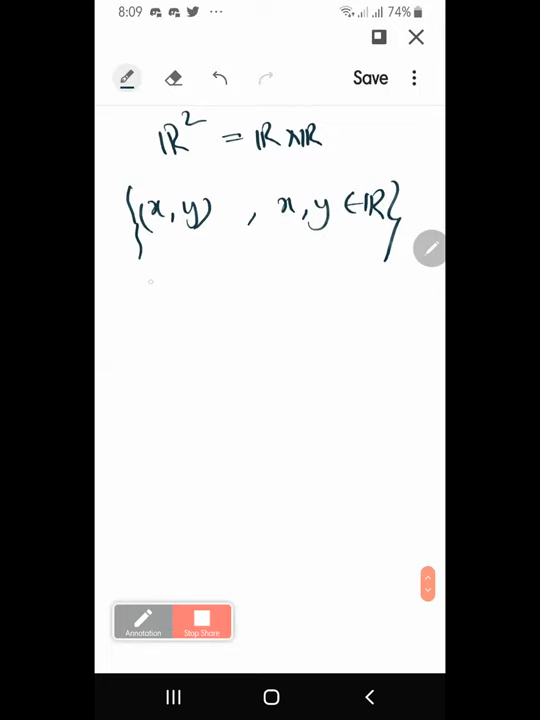 8:09 ... 74%
Save
ℝ² = ℝ×ℝ
{(x, y) , x, y ∈ ℝ}
Annotation Stop Share